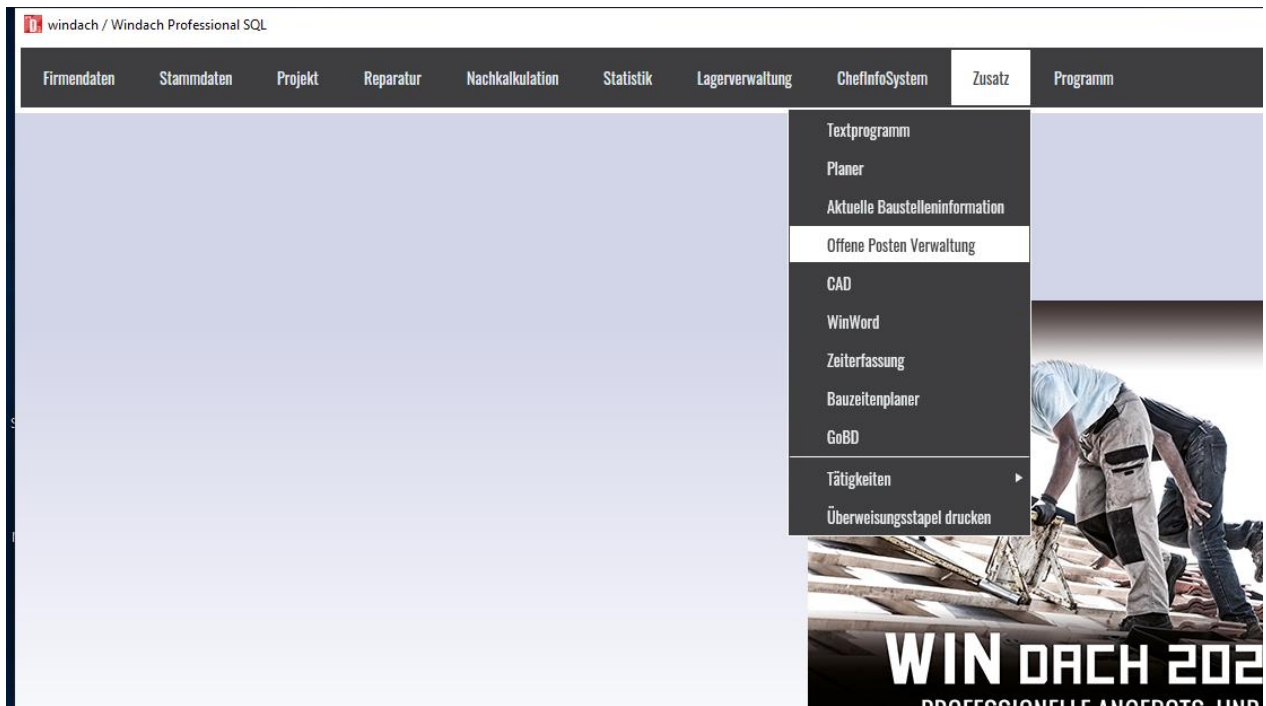 windach / Windach Professional SQL
Firmendaten Stammdaten Projekt Reparatur Nachkalkulation Statistik Lagerverwaltung ChefInfoSystem Zusatz Programm
Textprogramm
Planer
Aktuelle Baustelleninformation
Offene Posten Verwaltung
CAD
WinWord
Zeiterfassung
Bauzeitenplaner
GoBD
Tätigkeiten
Überweisungsstapel drucken
WIN DACH 202